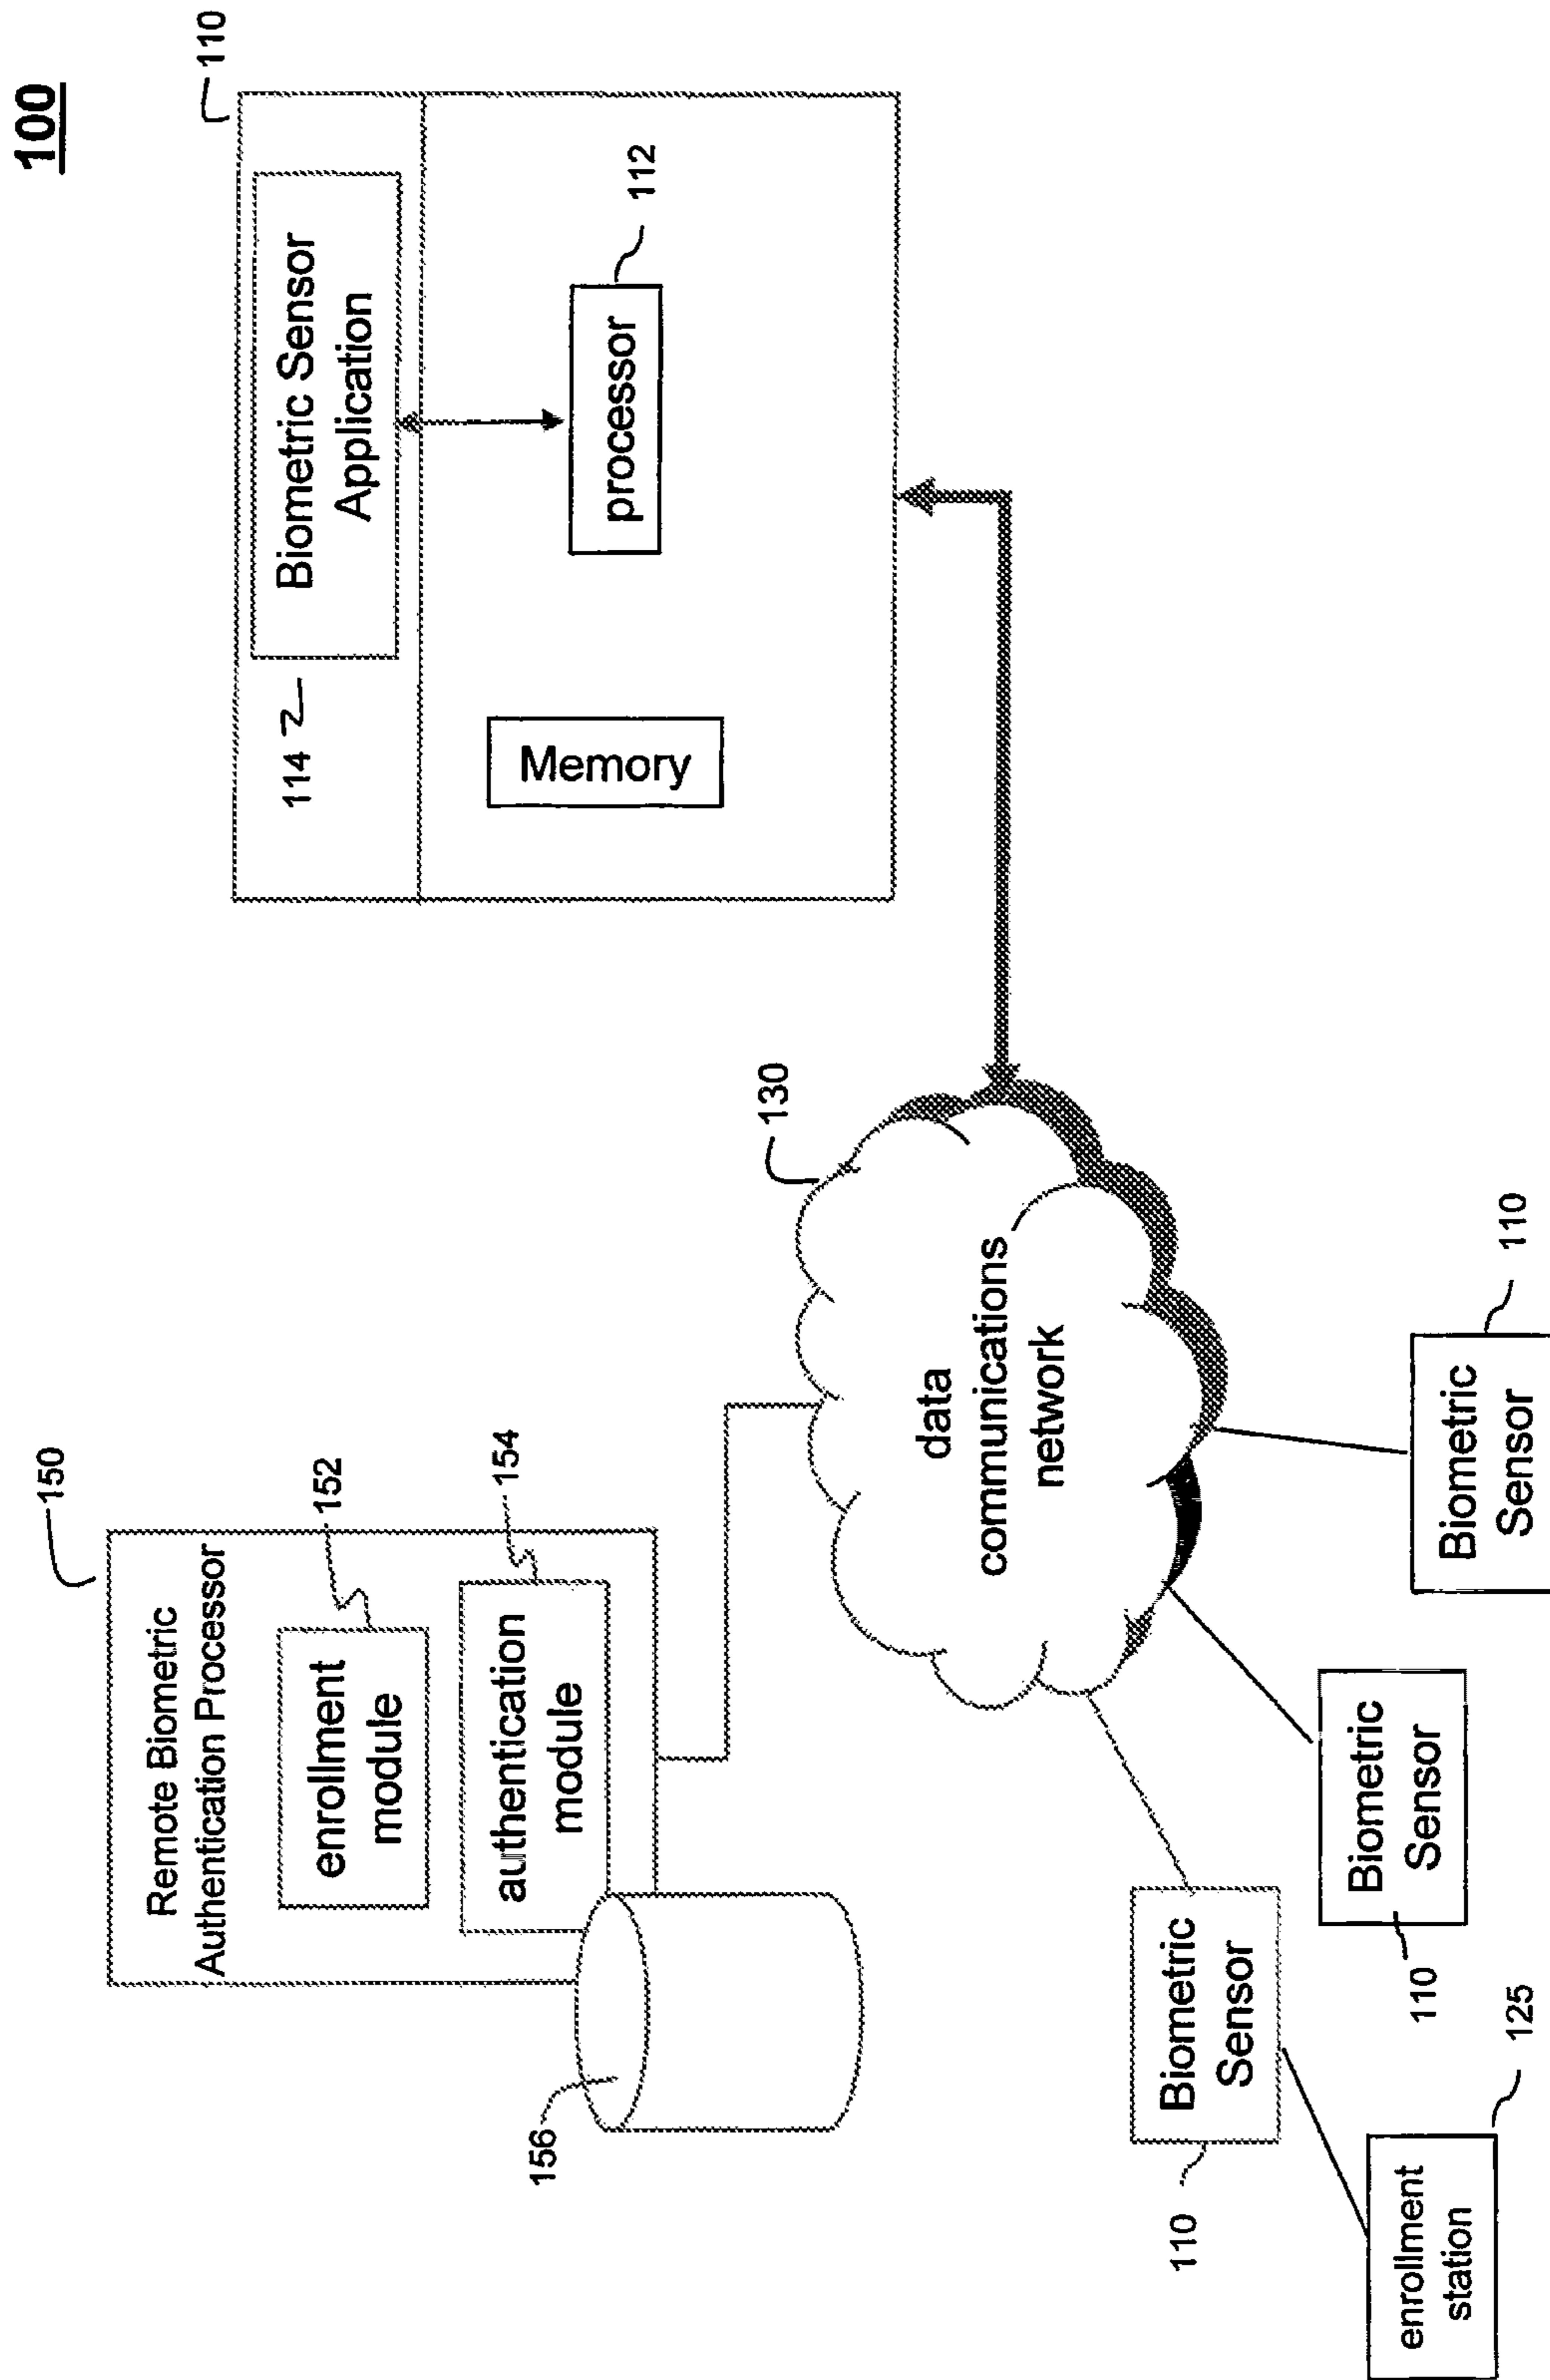 100
150
Remote Biometric
Authentication Processor
152
enrollment
module
154
authentication
module
156
110
114
Biometric Sensor
Application
112
processor
Memory
130
data
communications
network
Biometric
Sensor
110
enrollment
station
125
Biometric
Sensor
110
Biometric
Sensor
110